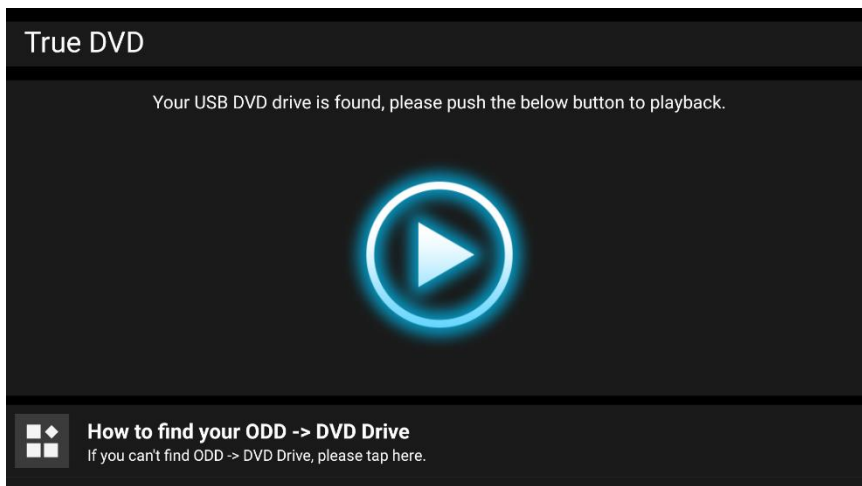 True DVD
Your USB DVD drive is found, please push the below button to playback.
How to find your ODD -> DVD Drive
If you can't find ODD -> DVD Drive, please tap here.